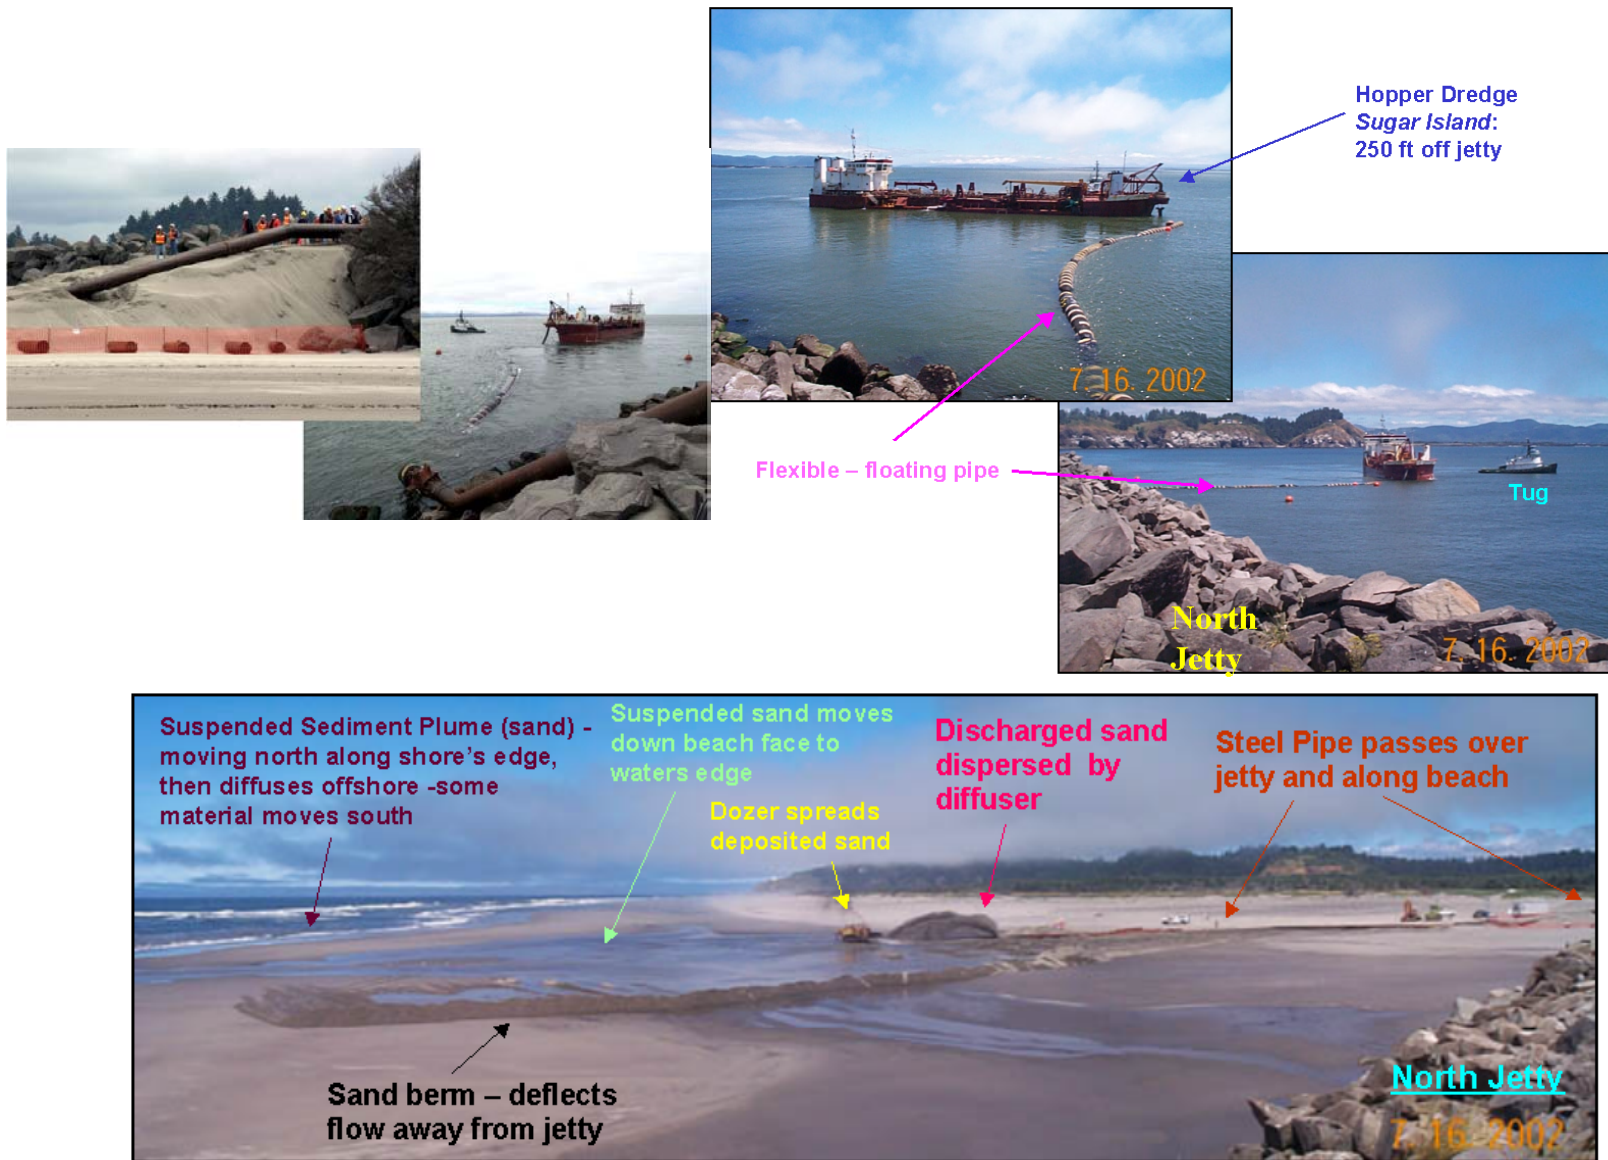 Hopper Dredge
Sugar Island:
250 ft off jetty
7. 16. 2002
Flexible – floating pipe
Tug
North
Jetty
7. 16. 2002
Suspended Sediment Plume (sand) -
moving north along shore's edge,
then diffuses offshore -some
material moves south
Suspended sand moves
down beach face to
waters edge
Dozer spreads
deposited sand
Discharged sand
dispersed by
diffuser
Steel Pipe passes over
jetty and along beach
Sand berm – deflects
flow away from jetty
North Jetty
7. 16. 2002